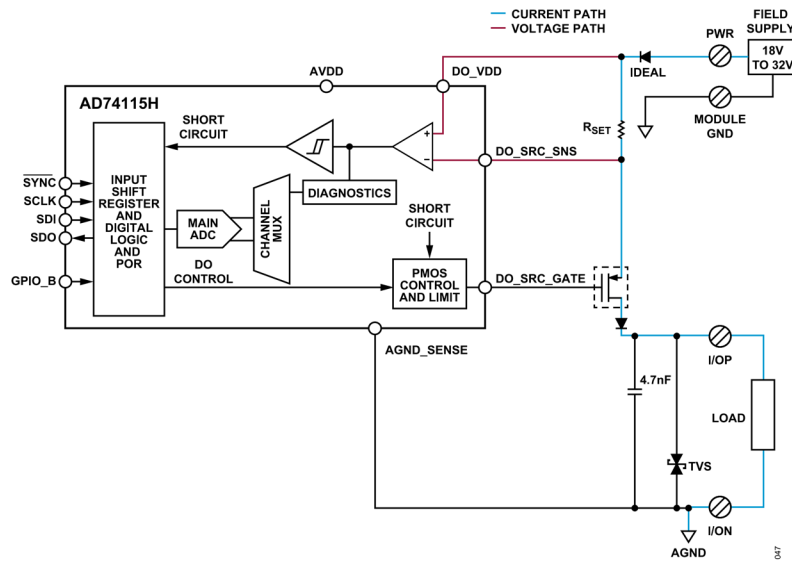 CURRENT PATH
VOLTAGE PATH
FIELD
SUPPLY
PWR
18V
TO 32V
IDEAL
MODULE
GND
AVDD
DO_VDD
AD74115H
SHORT
CIRCUIT
RSET
DO_SRC_SNS
+
–
INPUT
SHIFT
REGISTER
AND
DIGITAL
LOGIC
AND
POR
SYNC
SCLK
SDI
SDO
GPIO_B
MAIN
ADC
CHANNEL
MUX
DIAGNOSTICS
SHORT
CIRCUIT
DO
CONTROL
PMOS
CONTROL
AND LIMIT
DO_SRC_GATE
AGND_SENSE
I/OP
4.7nF
LOAD
TVS
I/ON
AGND
047